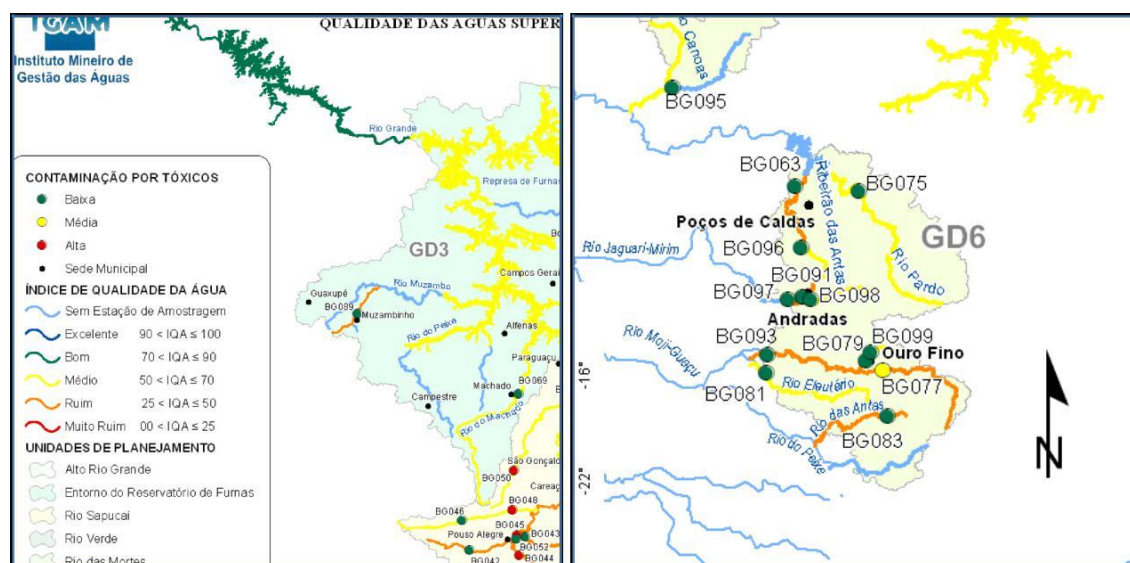 IGAM
Instituto Mineiro de
Gestão das Águas
QUALIDADE DAS AGUAS SUPER
Rio Grande
CONTAMINAÇÃO POR TÓXICOS
Baixa
Média
Alta
Sede Municipal
ÍNDICE DE QUALIDADE DA ÁGUA
Sem Estação de Amostragem
Excelente 90 < IQA ≤ 100
Bom 70 < IQA ≤ 90
Médio 50 < IQA ≤ 70
Ruim 25 < IQA ≤ 50
Muito Ruim 00 < IQA ≤ 25
UNIDADES DE PLANEJAMENTO
Alto Rio Grande
Entorno do Reservatório de Furnas
Rio Sapucaí
Rio Verde
Rio das Mortes
Represa de Furnas
GD3
Campos Gerai
Rio Muzambo
Guaxupé
BG089
Muzambinho
Rio do Peixe
Alfenas
Paraguaçu
Machado
BG069
Campestre
Rio do Machado
São Gonçalo
BG050
Careaç
BG048
BG046
BG045
BG043
Pouso Alegre
BG052
BG042
BG044
Canoas
BG095
BG063
BG075
Ribeirão das Antas
Poços de Caldas
GD6
BG096
Rio Jaguari-Mirim
Rio Pardo
BG091
BG097
BG098
Andradas
Rio Moji-Guaçu
BG093
BG079
BG099
Ouro Fino
-16°
BG077
BG081
Rio Eleutério
Rio das Antas
BG083
Rio do Peixe
N
-22°